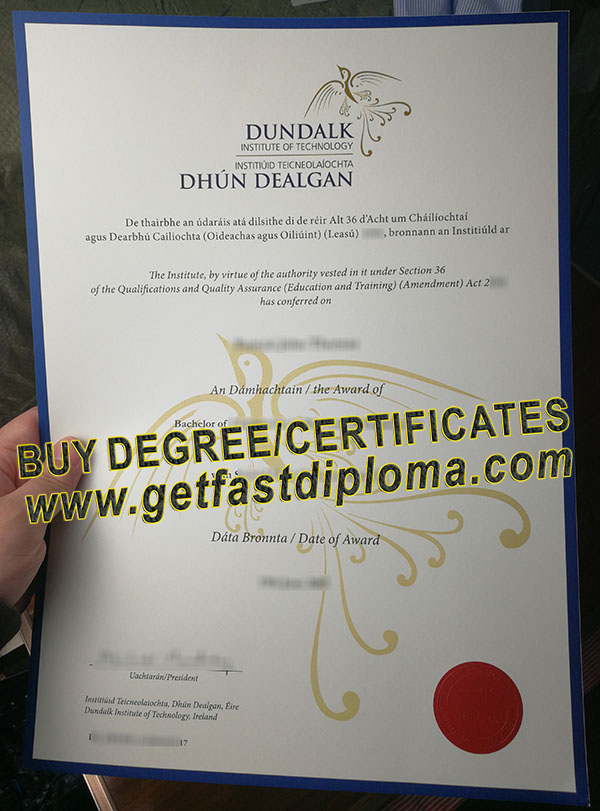 DUNDALK
INSTITUTE OF TECHNOLOGY
INSTITIÚID TEICNEOLAÍOCHTA
DHÚN DEALGAN
De thairbhe an údaráis atá dílsithe di de réir Alt 36 d'Acht um Cháilíochtaí
agus Dearbhú Cailíochta (Oideachas agus Oiliúint) (Leasú) , bronnann an Institiúld ar
The Institute, by virtue of the authority vested in it under Section 36
of the Qualifications and Quality Assurance (Education and Training) (Amendment) Act 2
has conferred on
An Dámhachtain / the Award of
Bachelor of
BUY DEGREE/CERTIFICATES
www.getfastdiploma.com
Dáta Bronnta / Date of Award
Uachtarán/President
Institiúid Teicneolaíochta, Dhún Dealgan, Éire
Dundalk Institute of Technology, Ireland
17